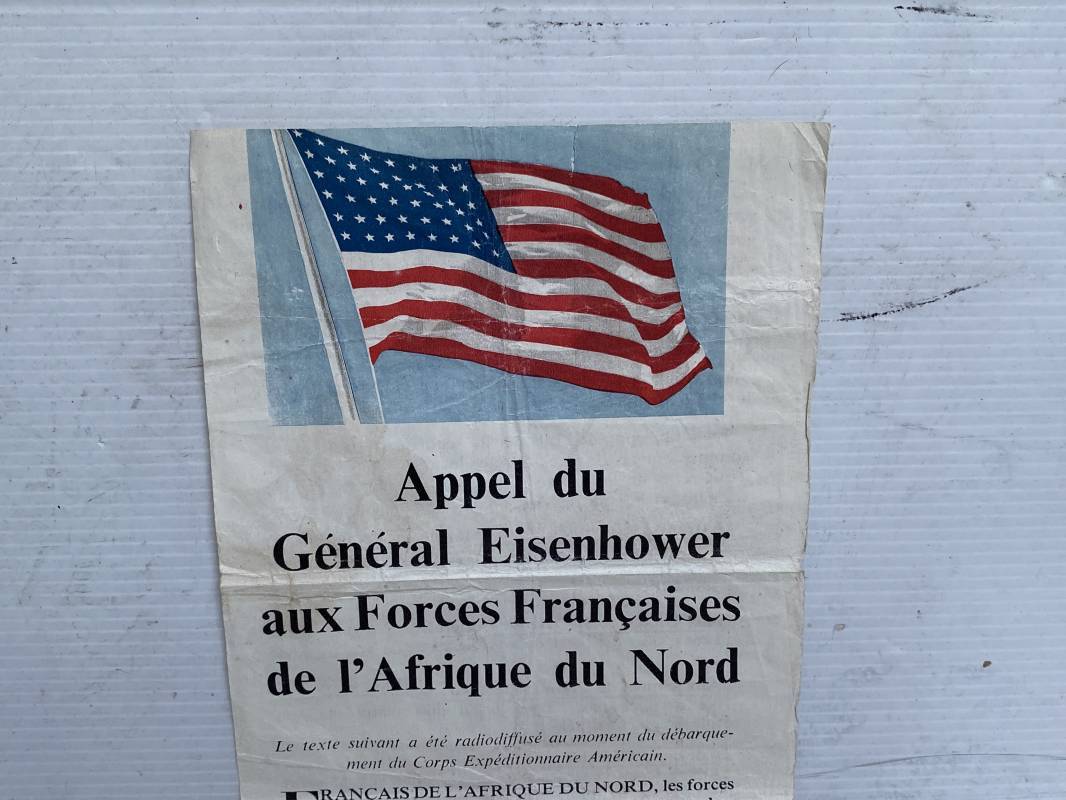 Appel du
Général Eisenhower
aux Forces Françaises
de l'Afrique du Nord
Le texte suivant a été radiodiffusé au moment du débarque-
ment du Corps Expéditionnaire Américain.
FRANÇAIS DE L'AFRIQUE DU NORD, les forces